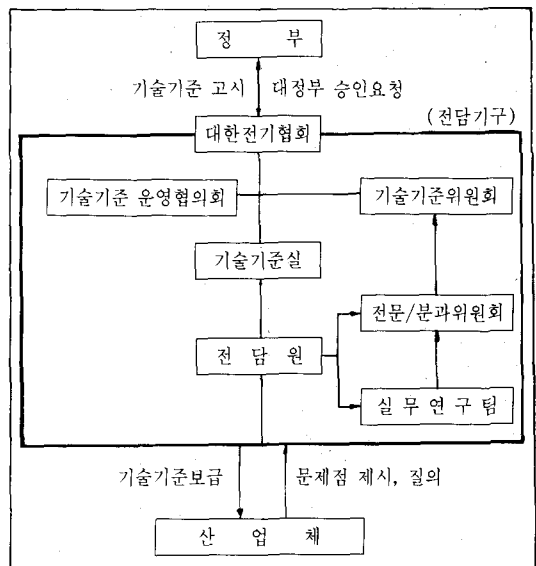 정 부
기술기준 고시 대정부 승인요청
대한전기협회 (전담기구)
기술기준 운영협의회 기술기준위원회
기술기준실
전문/분과위원회
전 담 원
실 무 연 구 팀
기술기준보급 문제점 제시, 질의
산 업 체